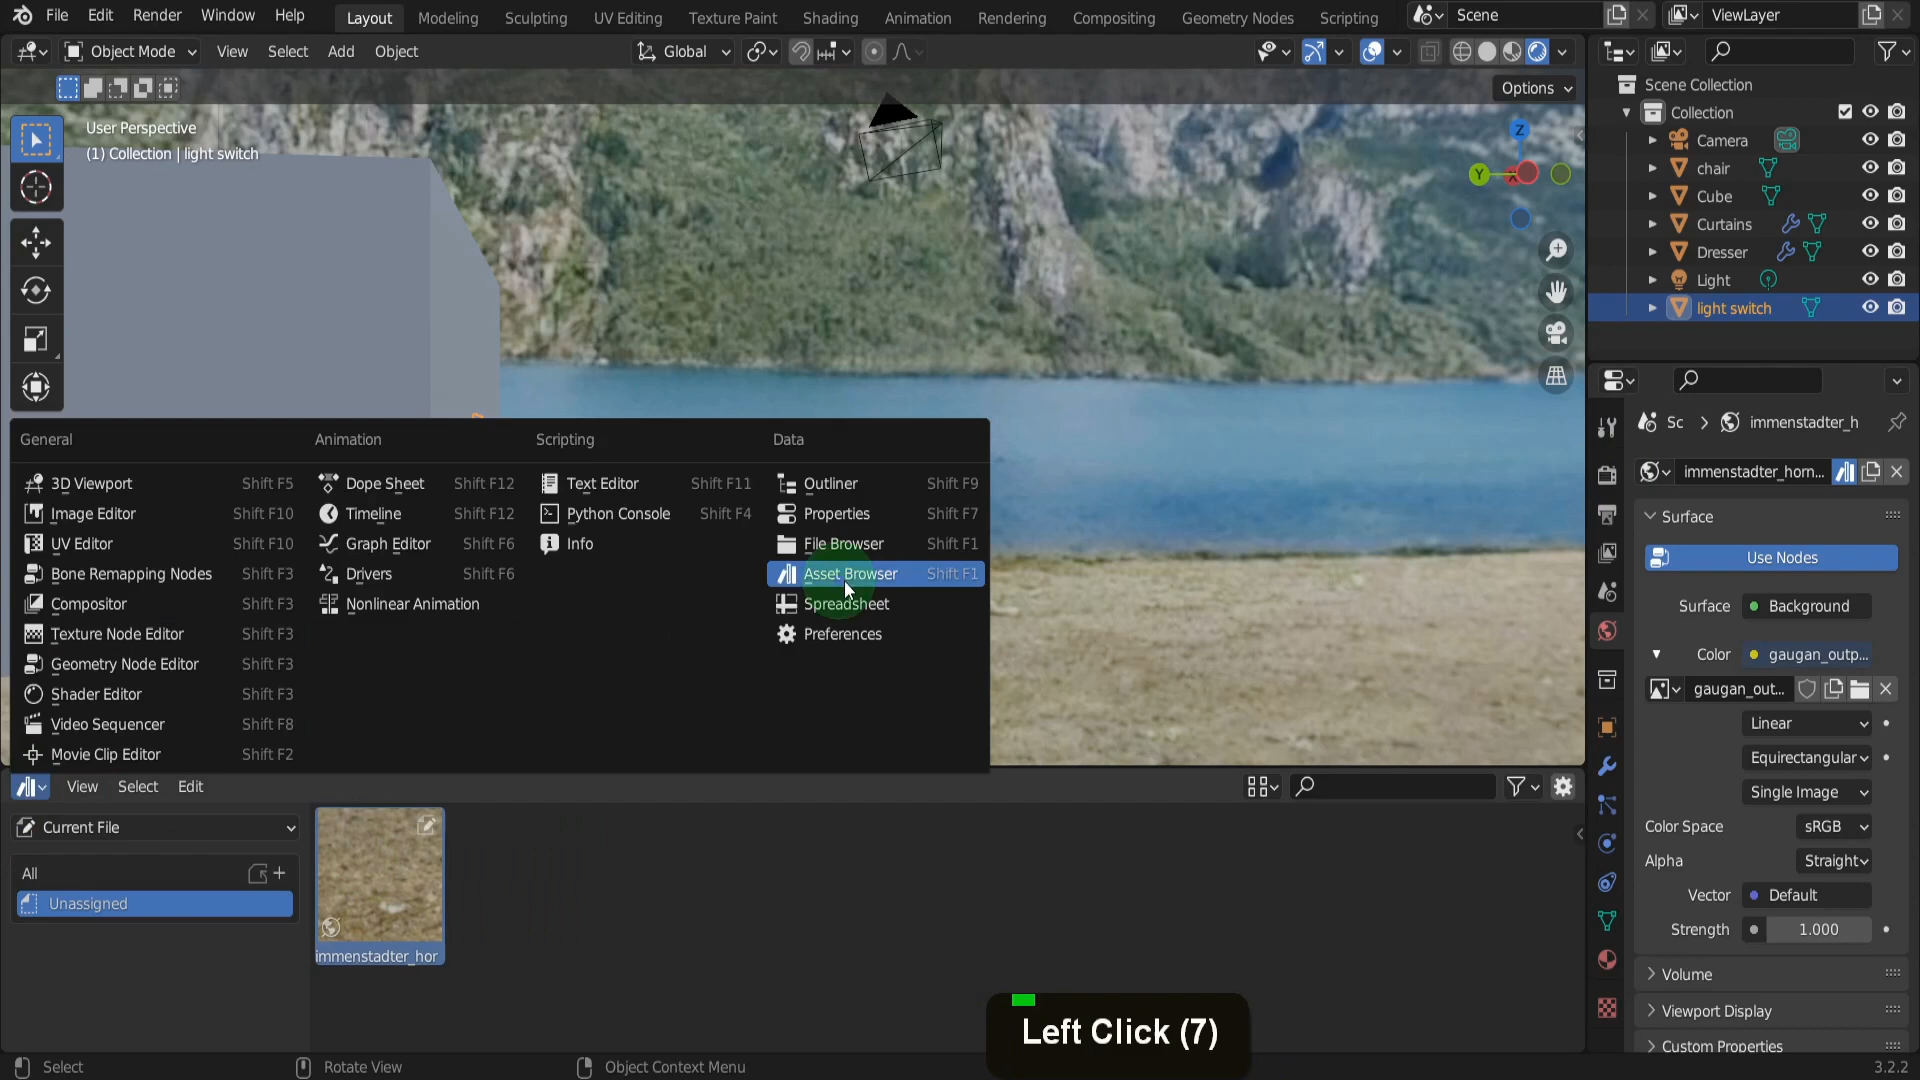 File Edit Render Window Help Layout Modeling Sculpting UV Editing Texture Paint Shading Animation Rendering Compositing Geometry Nodes Scripting Scene ViewLayer
Object Mode View Select Add Object Global
Options
User Perspective
(1) Collection | light switch
Z
Y
X
Scene Collection
Collection
Camera
chair
Cube
Curtains
Dresser
Light
light switch
General
3D Viewport Shift F5
Image Editor Shift F10
UV Editor Shift F10
Bone Remapping Nodes Shift F3
Compositor Shift F3
Texture Node Editor Shift F3
Geometry Node Editor Shift F3
Shader Editor Shift F3
Video Sequencer Shift F8
Movie Clip Editor Shift F2
Animation
Dope Sheet Shift F12
Timeline Shift F12
Graph Editor Shift F6
Drivers Shift F6
Nonlinear Animation
Scripting
Text Editor Shift F11
Python Console Shift F4
Info
Data
Outliner Shift F9
Properties Shift F7
File Browser Shift F1
Asset Browser Shift F1
Spreadsheet
Preferences
Sc > immenstadter_h
immenstadter_horn...
Surface
Use Nodes
Surface Background
Color gaugan_outp...
gaugan_out...
Linear
Equirectangular
Single Image
Color Space sRGB
Alpha Straight
Vector Default
Strength 1.000
Volume
Viewport Display
Custom Properties
View Select Edit
Current File
All
Unassigned
immenstadter_hor
Left Click (7)
Select Rotate View Object Context Menu 3.2.2